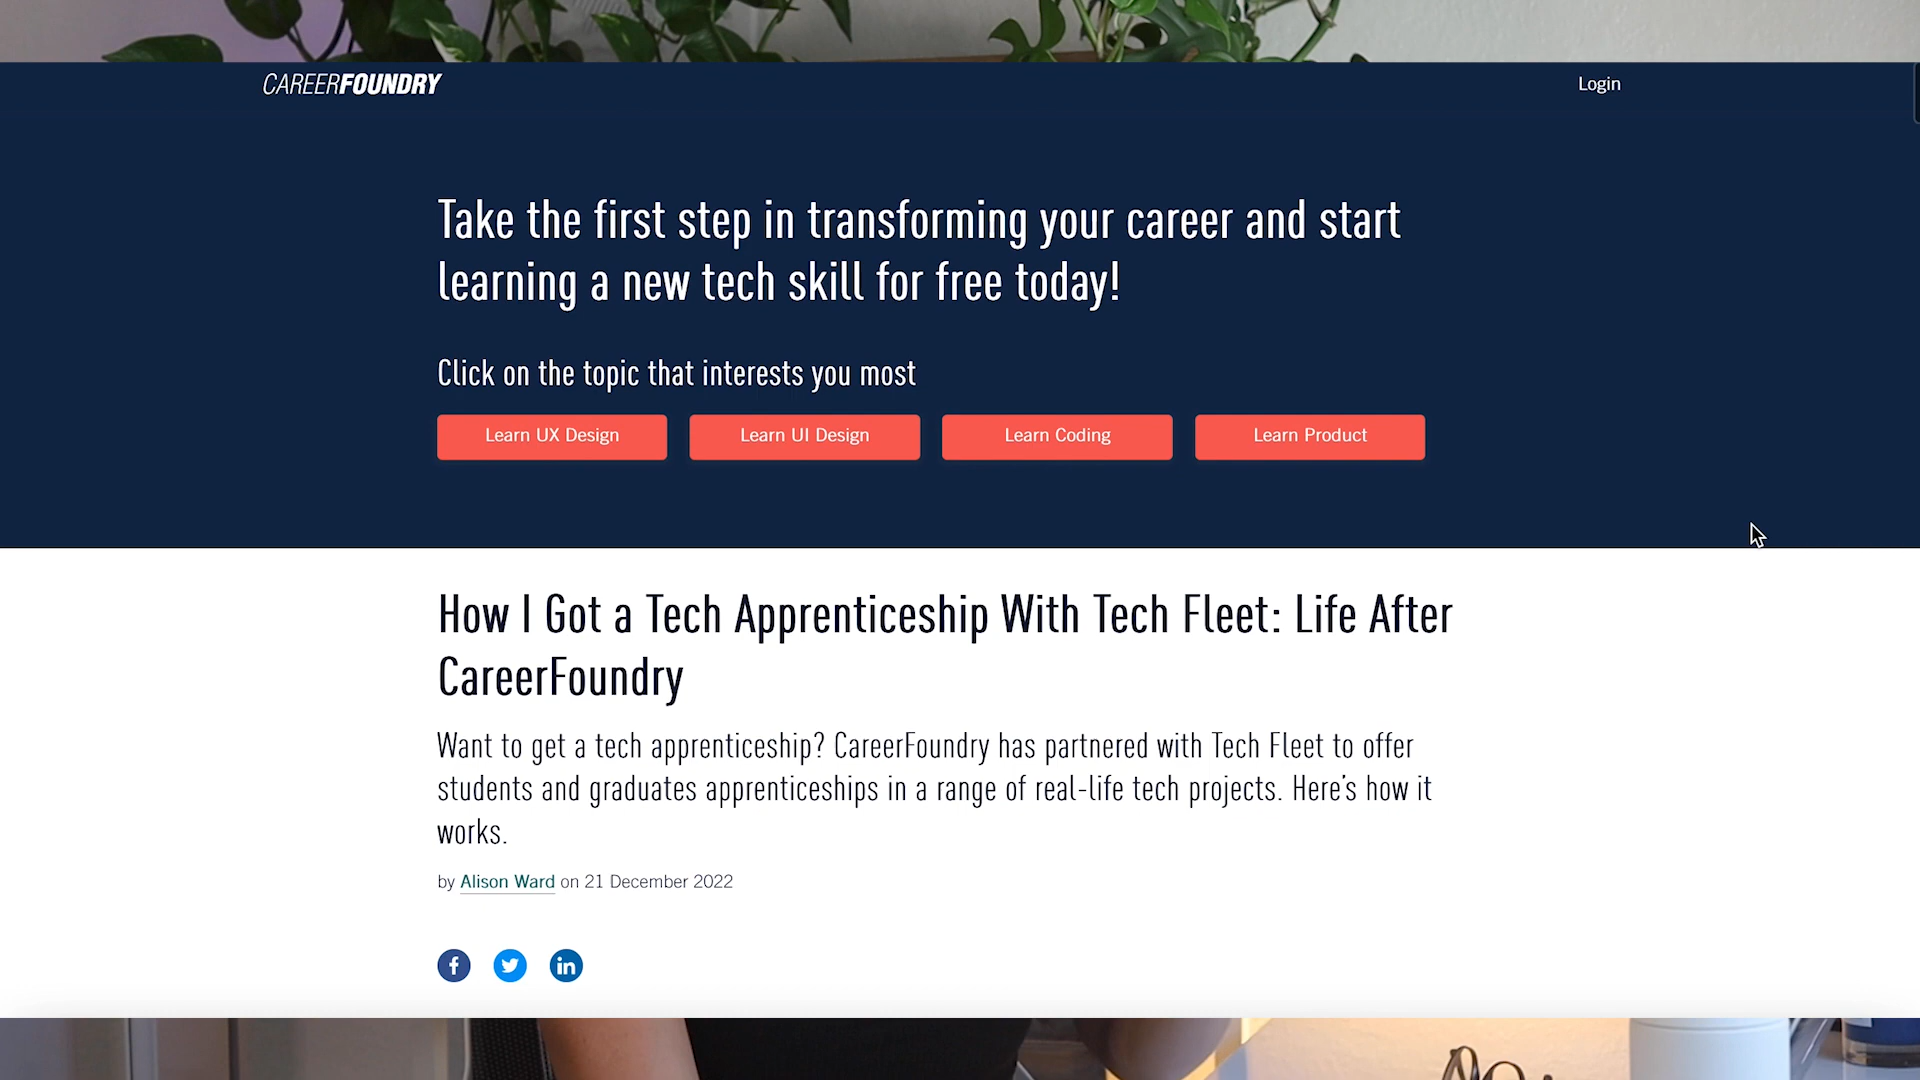 CAREERFOUNDRY
Login
Take the first step in transforming your career and start
learning a new tech skill for free today!
Click on the topic that interests you most
Learn UX Design
Learn UI Design
Learn Coding
Learn Product
How I Got a Tech Apprenticeship With Tech Fleet: Life After
CareerFoundry
Want to get a tech apprenticeship? CareerFoundry has partnered with Tech Fleet to offer
students and graduates apprenticeships in a range of real-life tech projects. Here’s how it
works.
by Alison Ward on 21 December 2022